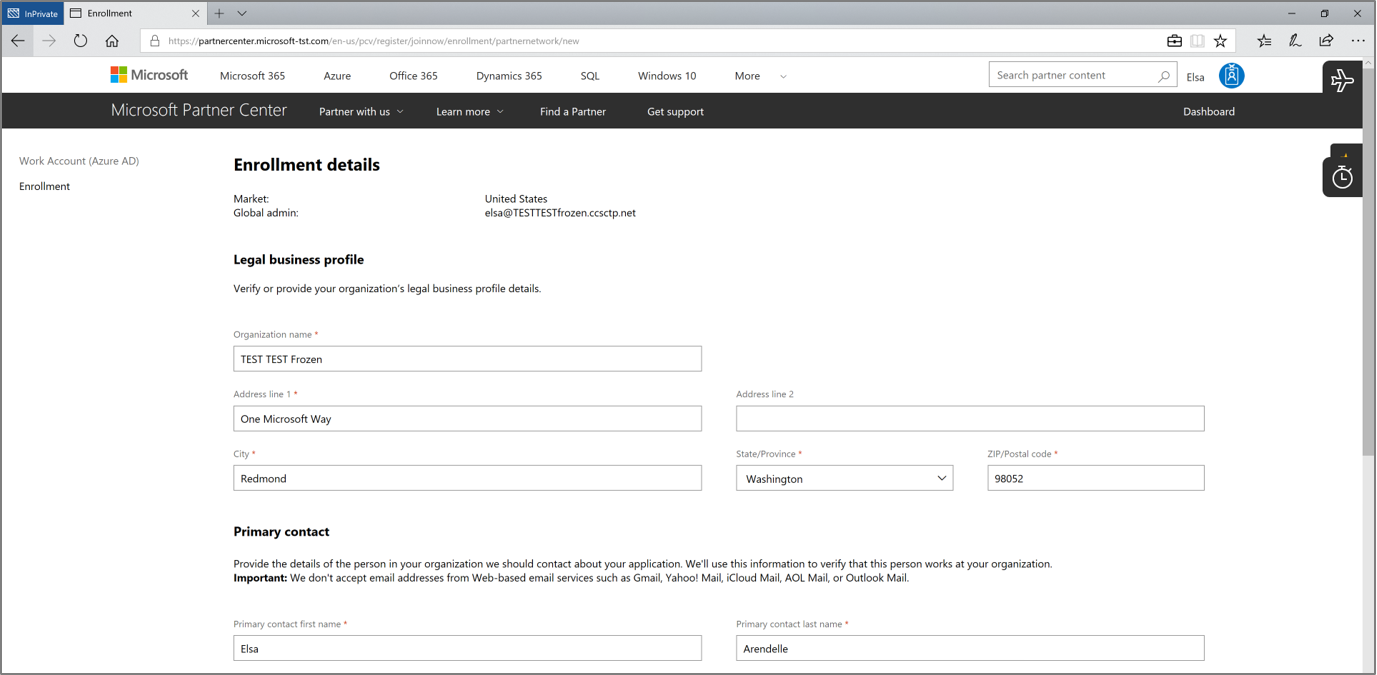 InPrivate
Enrollment
https://partnercenter.microsoft-tst.com/en-us/pcv/register/joinnow/enrollment/partnernetwork/new
Microsoft Microsoft 365 Azure Office 365 Dynamics 365 SQL Windows 10 More Search partner content Elsa
Microsoft Partner Center Partner with us Learn more Find a Partner Get support Dashboard
Work Account (Azure AD)
Enrollment
Enrollment details
Market: United States
Global admin: elsa@TESTTESTfrozen.ccsctp.net
Legal business profile
Verify or provide your organization's legal business profile details.
Organization name *
TEST TEST Frozen
Address line 1 * Address line 2
One Microsoft Way
City * State/Province * ZIP/Postal code *
Redmond Washington 98052
Primary contact
Provide the details of the person in your organization we should contact about your application. We'll use this information to verify that this person works at your organization.
Important: We don't accept email addresses from Web-based email services such as Gmail, Yahoo! Mail, iCloud Mail, AOL Mail, or Outlook Mail.
Primary contact first name * Primary contact last name *
Elsa Arendelle